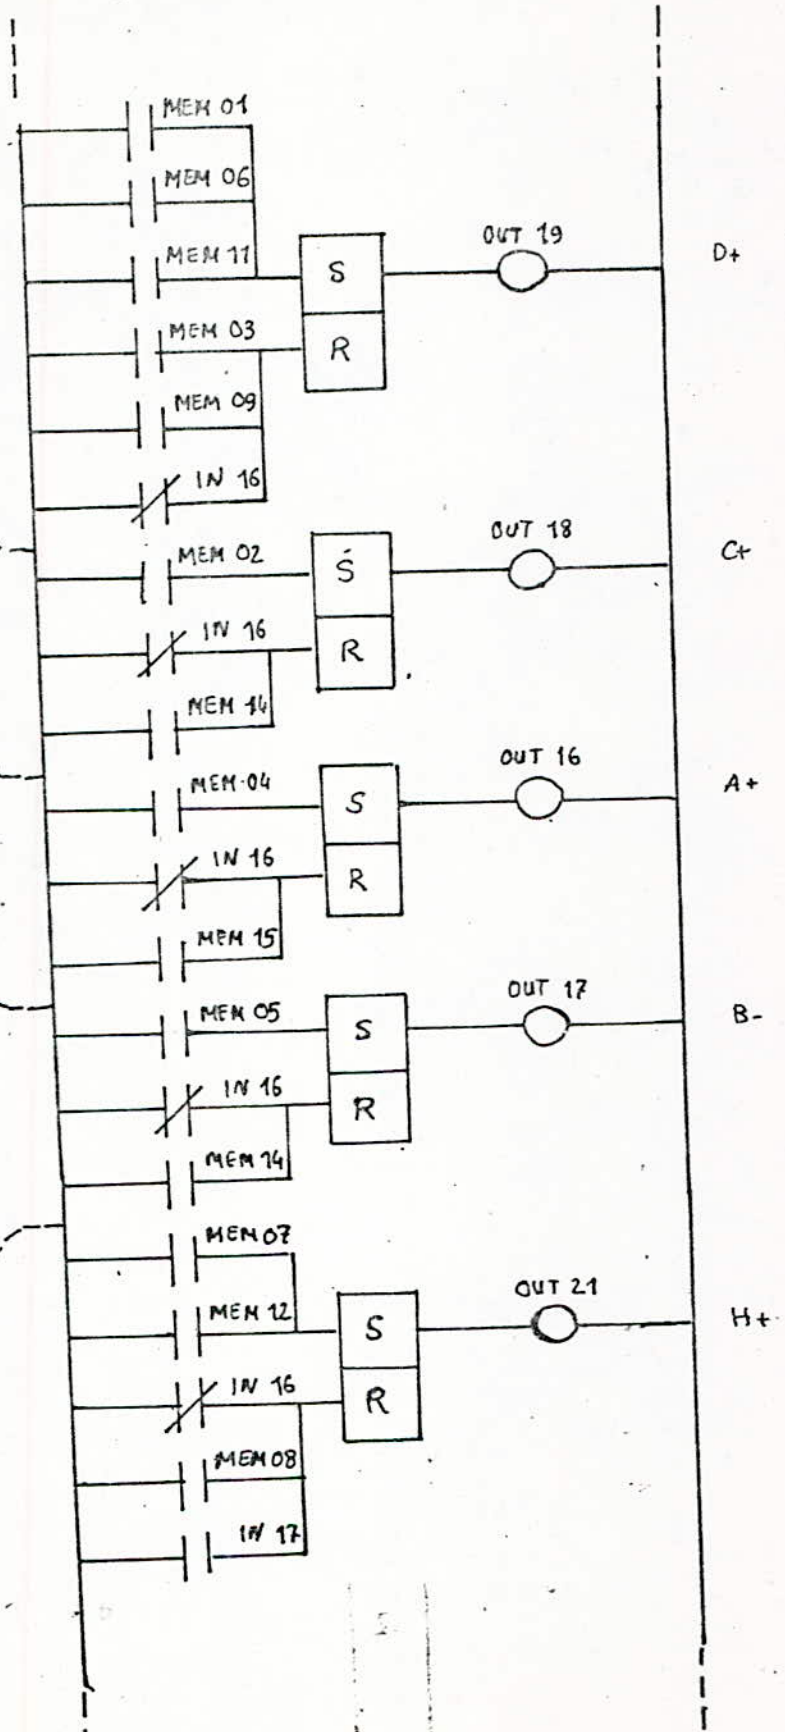 MEM 01
MEM 06
OUT 19
MEM 11
S
D+
MEM 03
R
MEM 09
IN 16
OUT 18
MEM 02
S
C+
IN 16
R
MEM 14
OUT 16
MEM 04
S
A+
IN 16
R
MEM 15
OUT 17
MEM 05
S
B-
IN 16
R
MEM 14
MEM 07
OUT 21
MEM 12
S
H+
IN 16
R
MEM 08
IN 17